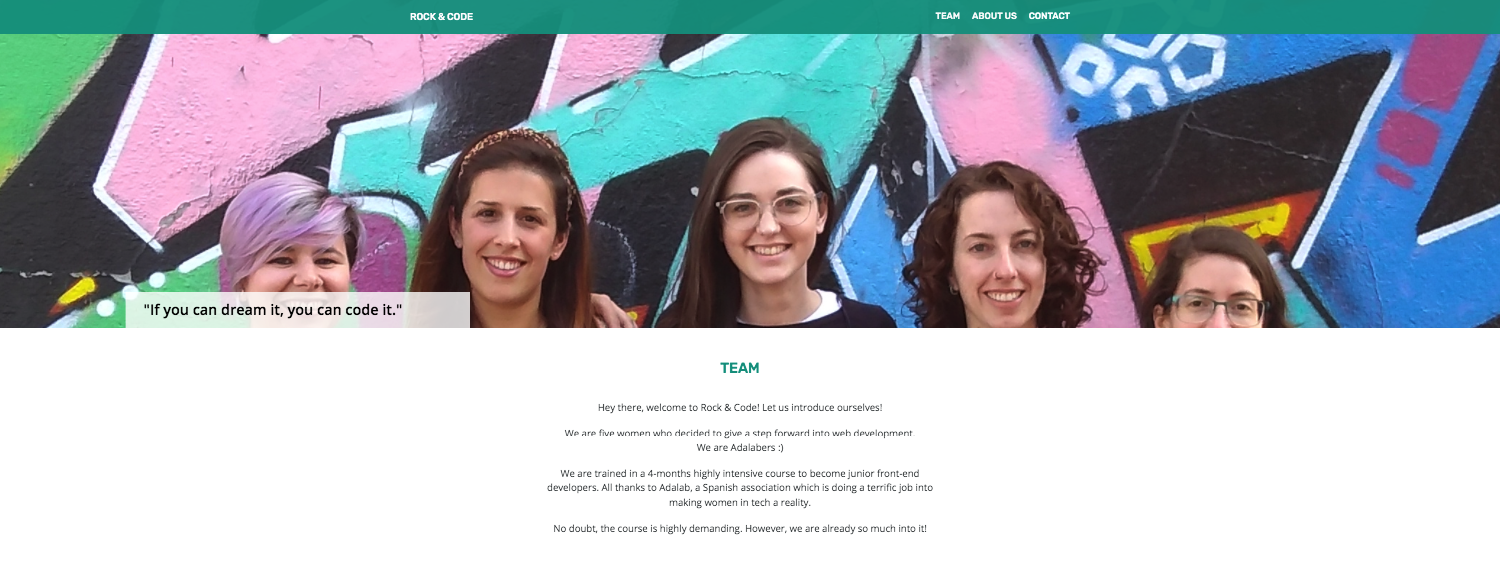 ROCK & CODE
TEAM ABOUT US CONTACT
"If you can dream it, you can code it."
TEAM
Hey there, welcome to Rock & Code! Let us introduce ourselves!
We are five women who decided to give a step forward into web development.
We are Adalabers :)
We are trained in a 4-months highly intensive course to become junior front-end
developers. All thanks to Adalab, a Spanish association which is doing a terrific job into
making women in tech a reality.
No doubt, the course is highly demanding. However, we are already so much into it!